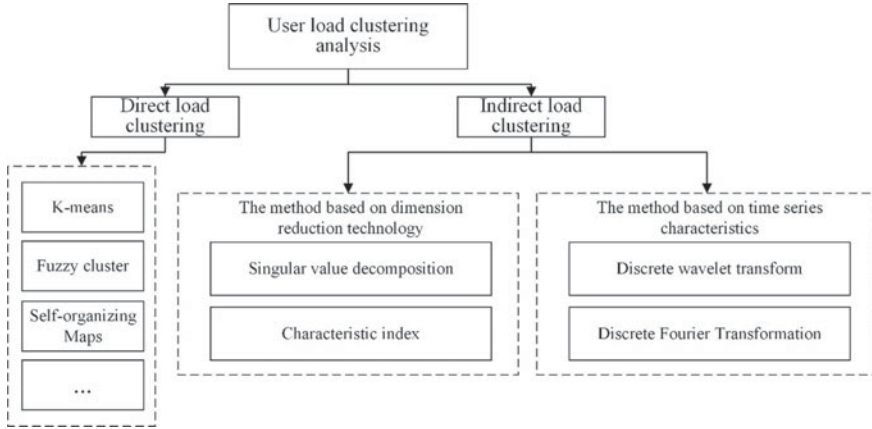 User load clustering
analysis
Direct load
clustering
Indirect load
clustering
K-means
Fuzzy cluster
Self-organizing
Maps
...
The method based on dimension
reduction technology
Singular value decomposition
Characteristic index
The method based on time series
characteristics
Discrete wavelet transform
Discrete Fourier Transformation